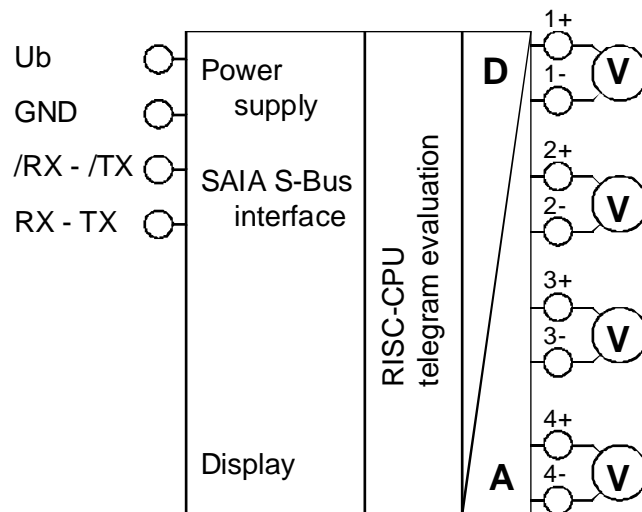 Ub
GND
/RX - /TX
RX - TX
Power
supply
SAIA S-Bus
interface
Display
RISC-CPU
telegram evaluation
D
A
1+
1-
V
2+
2-
V
3+
3-
V
4+
4-
V